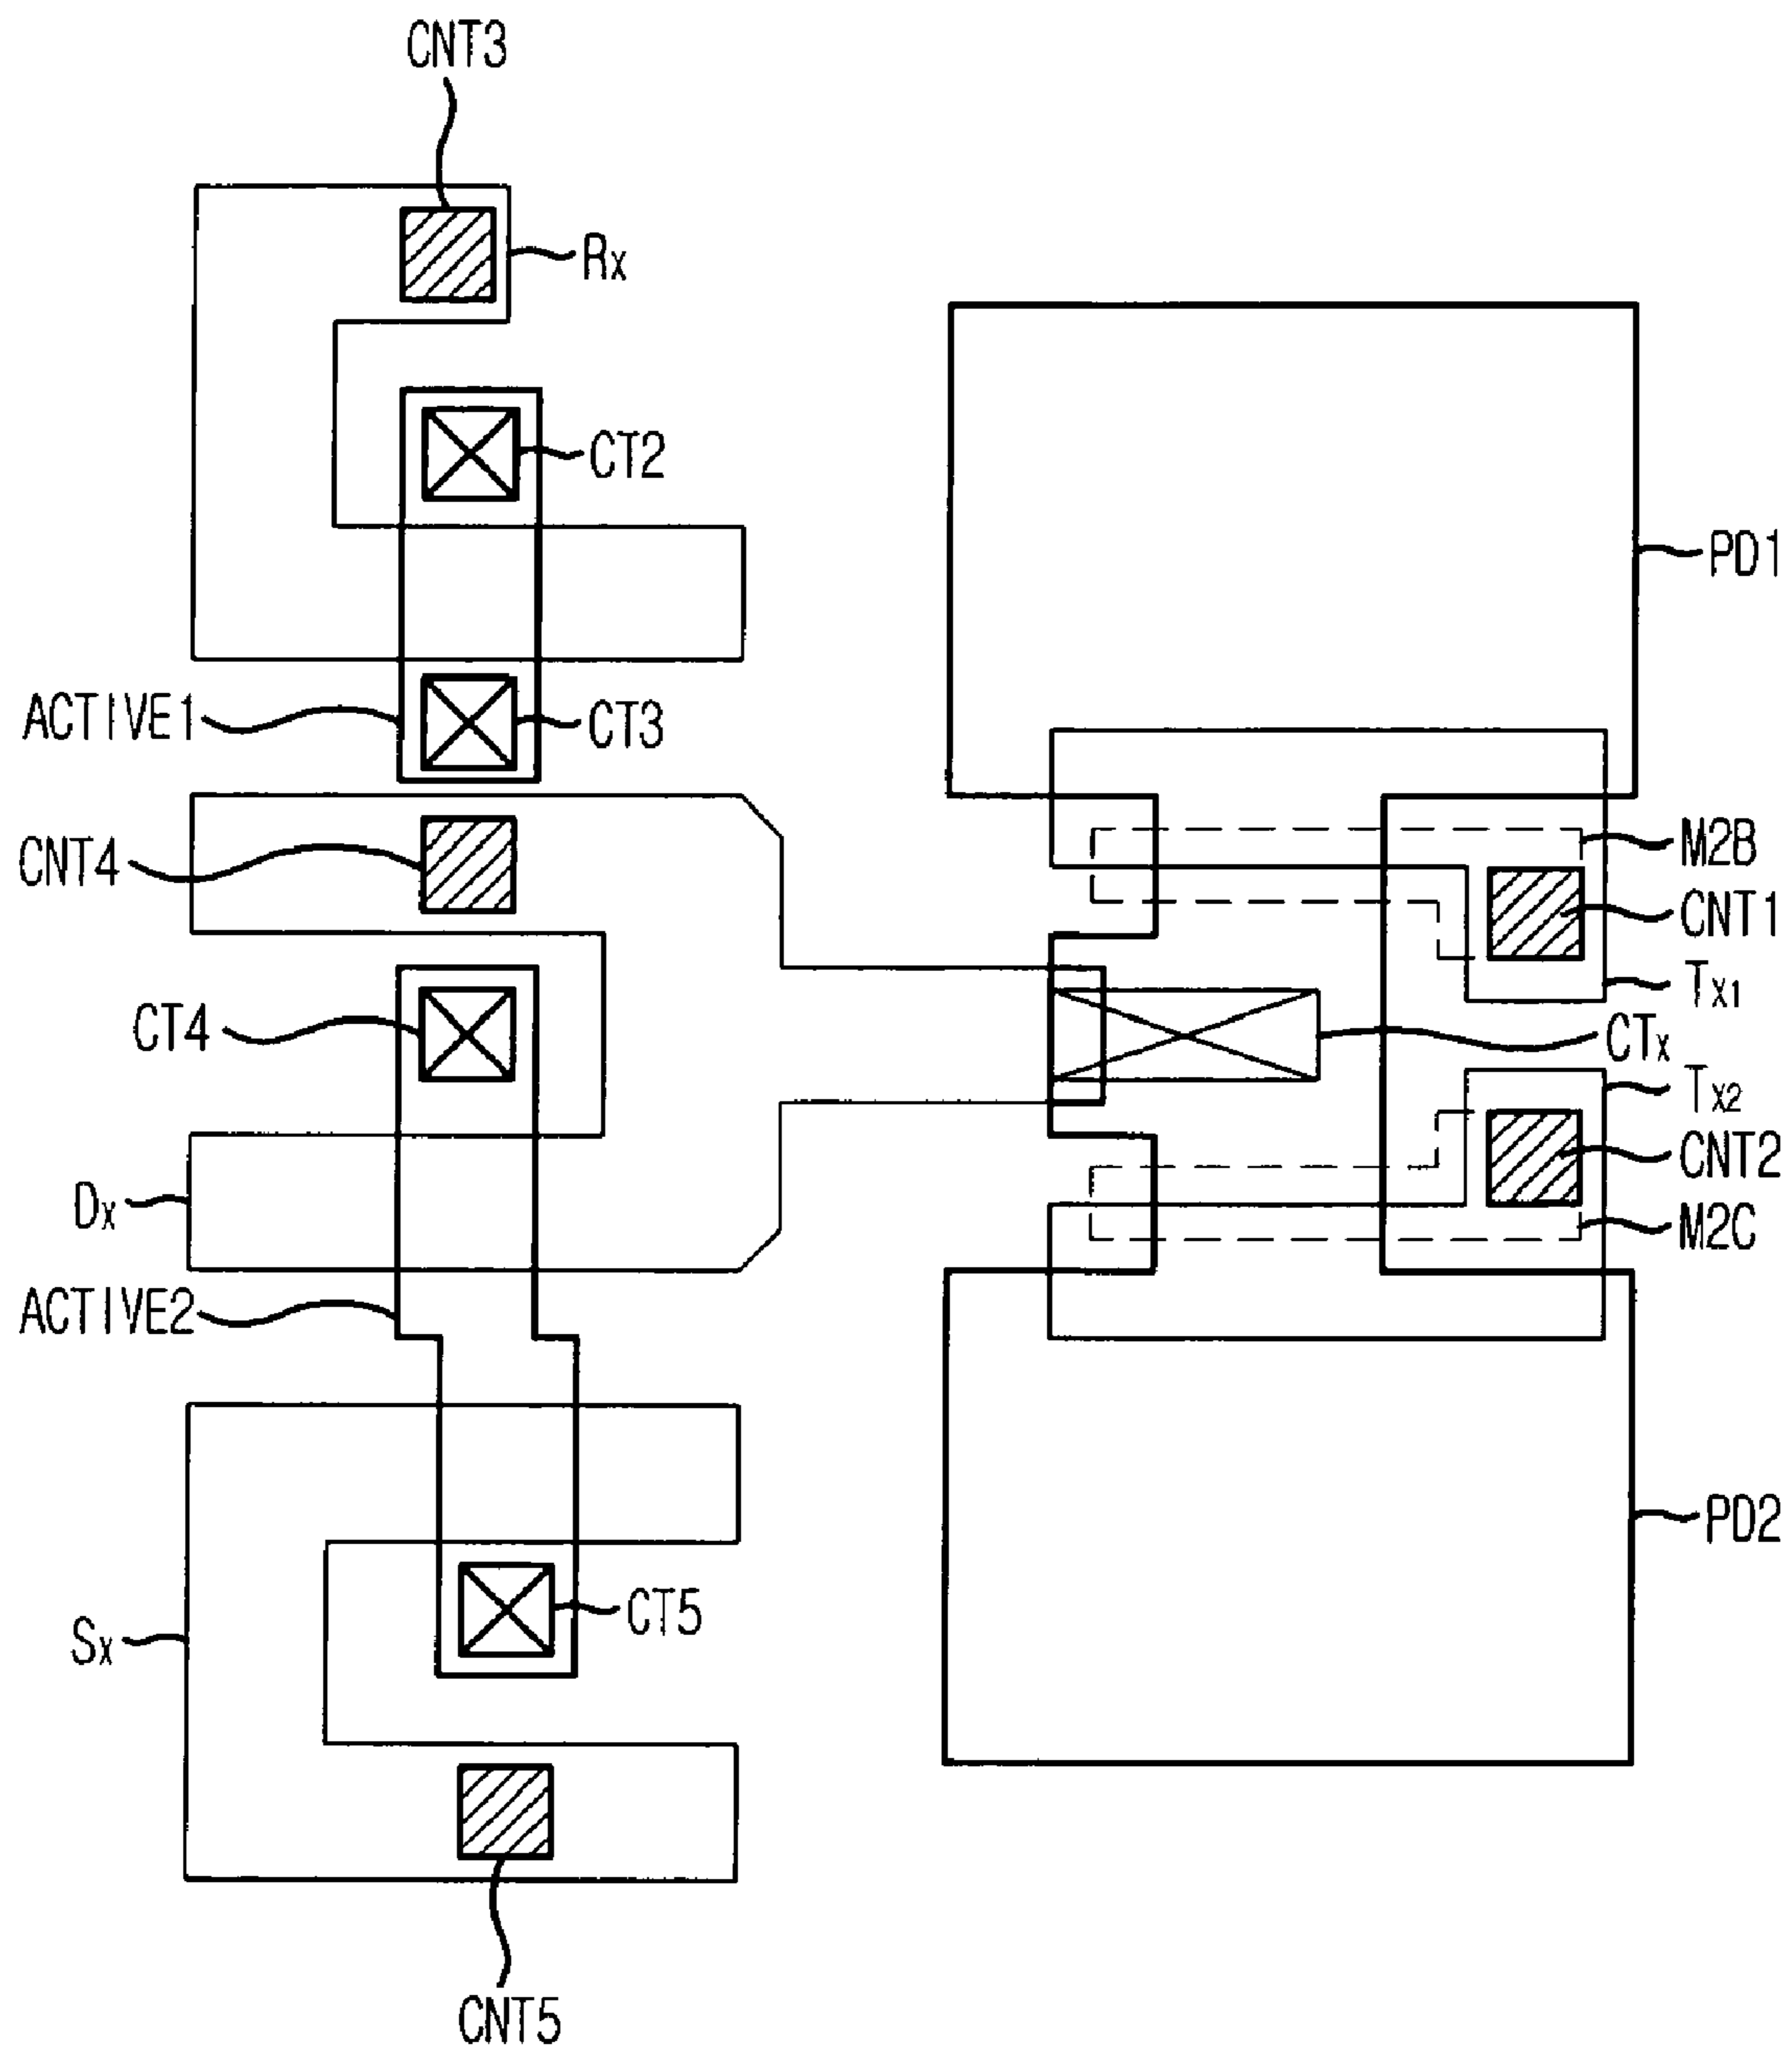 CNT3
Rx
CT2
PD1
ACTIVE1
CT3
M2B
CNT4
CNT1
Tx1
CT4
CTx
Tx2
CNT2
Dx
M2C
ACTIVE2
PD2
CT5
Sx
CNT5